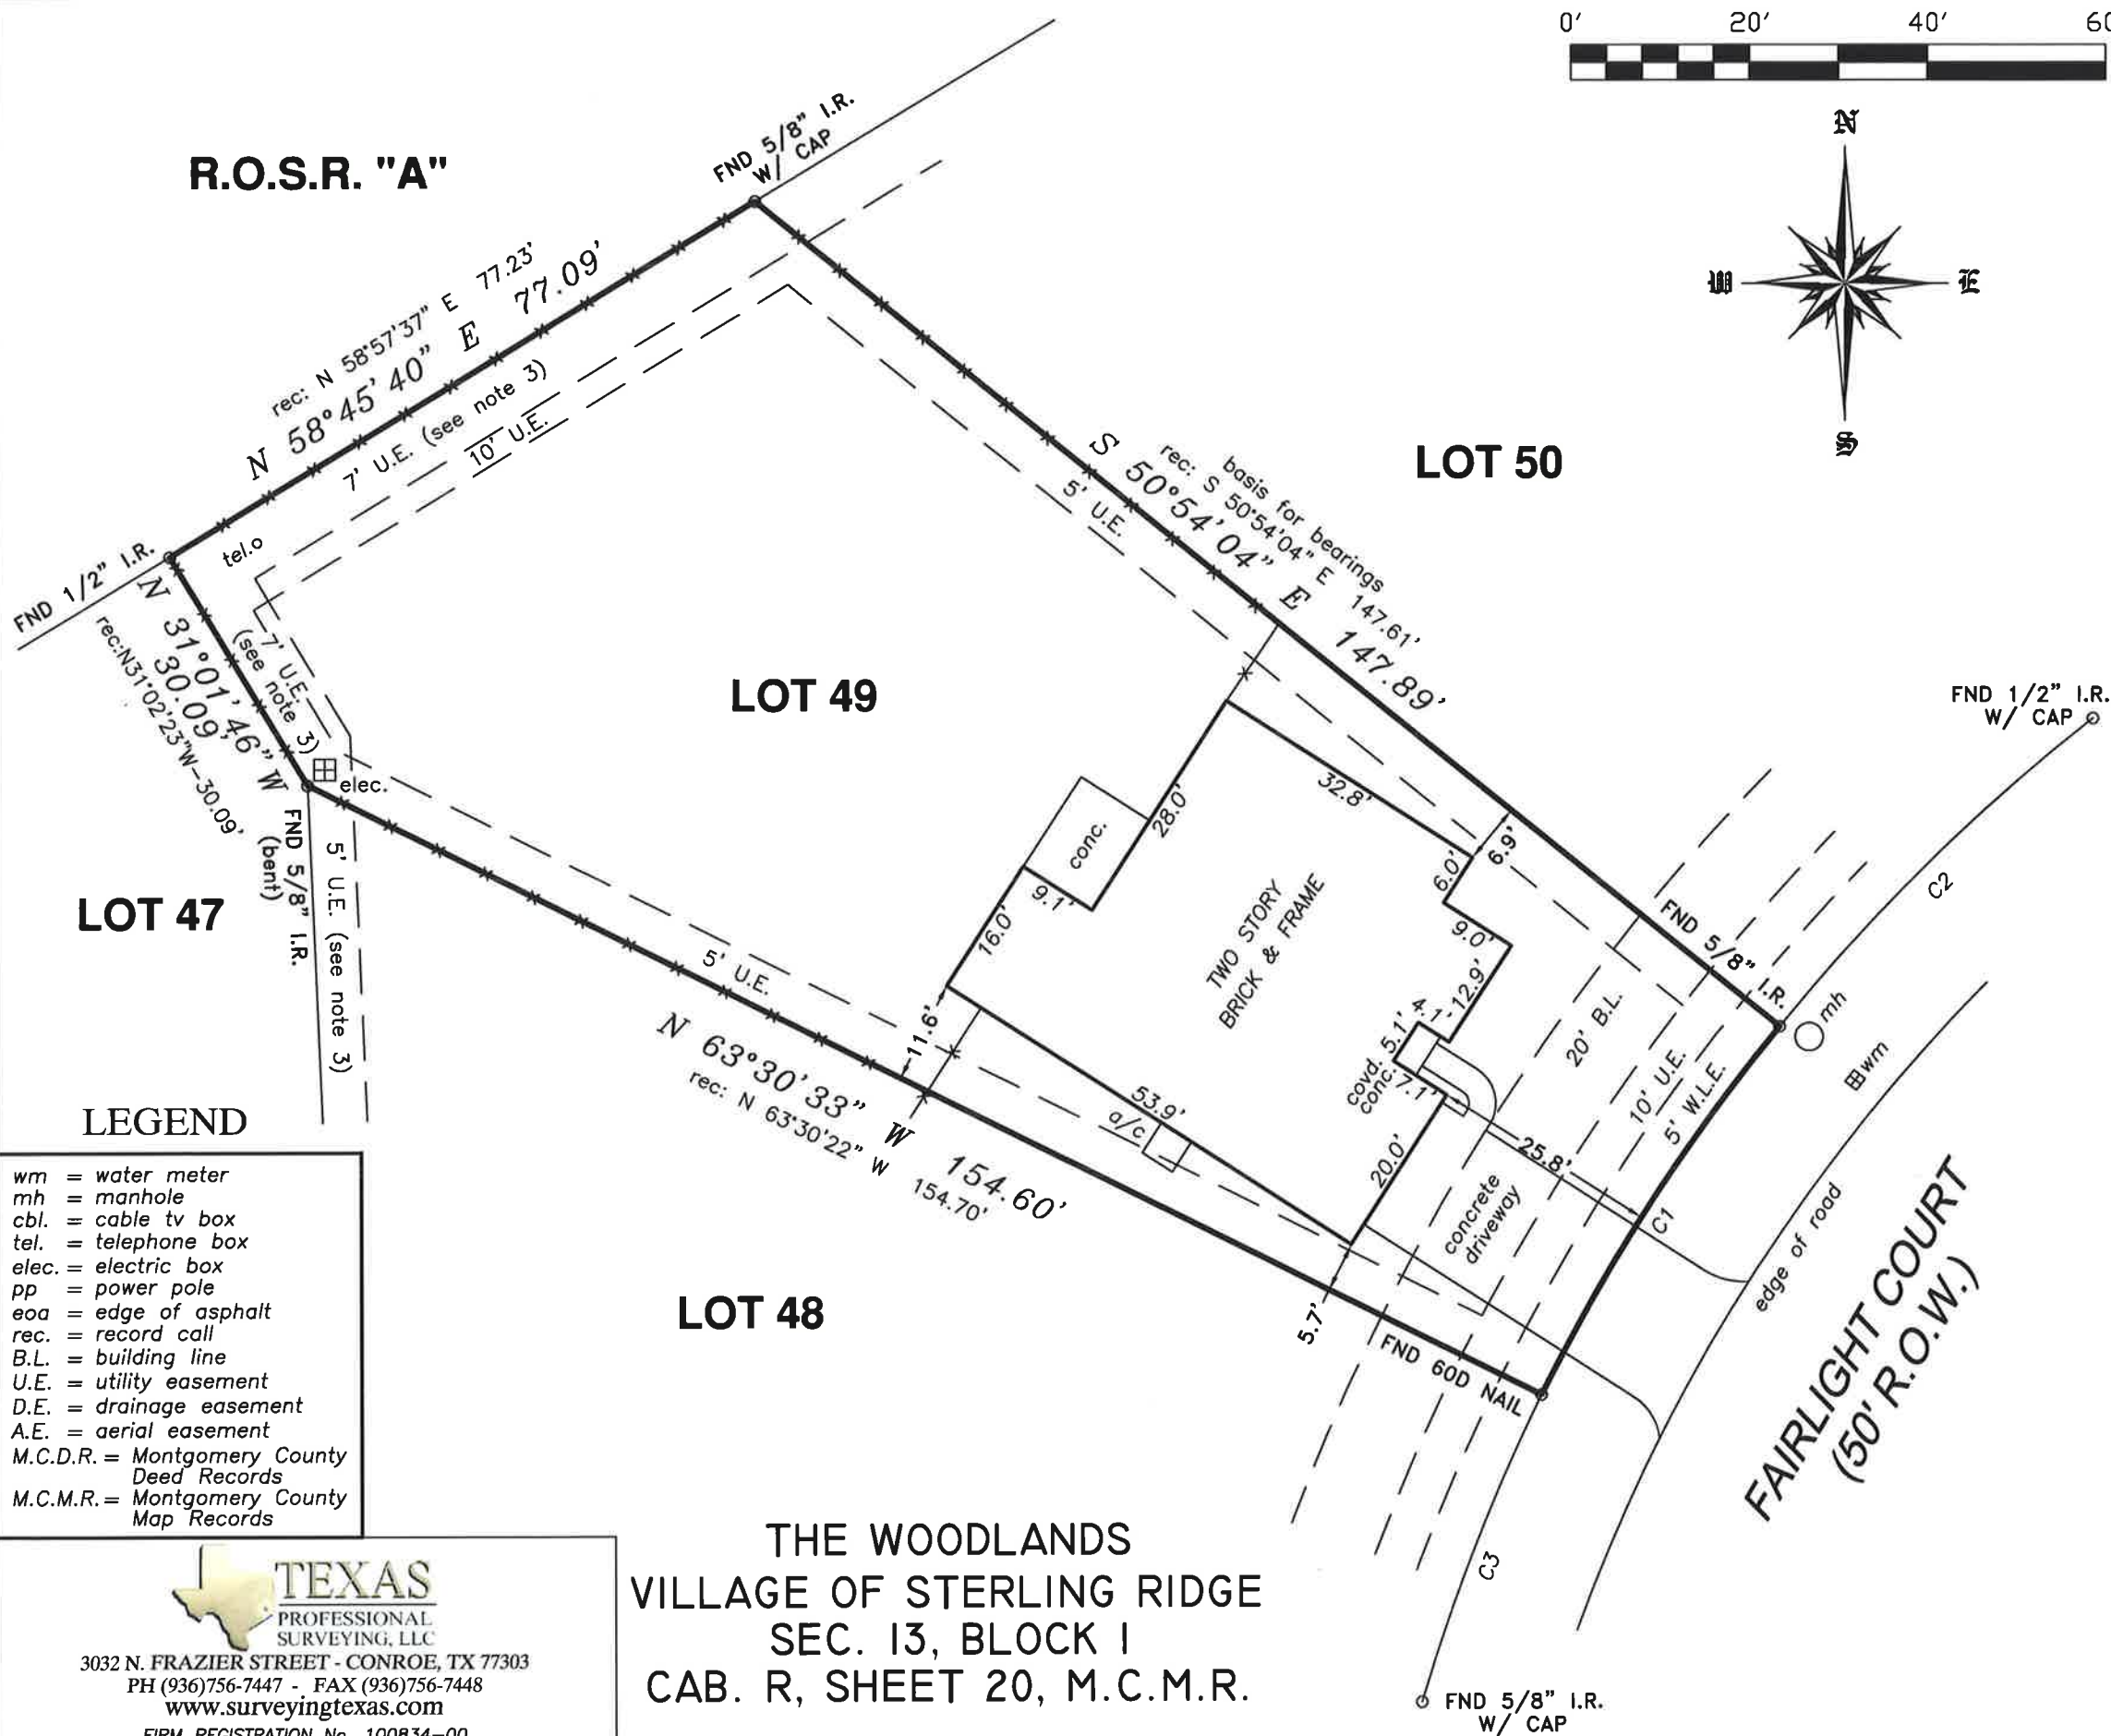 0' 20' 40' 60
N
W E
S
R.O.S.R. "A"
FND 5/8" I.R.
W/ CAP
rec: N 58°57'37" E 77.23'
N 58°45'40" E 77.09'
7' U.E. (see note 3)
10' U.E.
tel.
FND 1/2" I.R.
N 31°01'46" W
30.09'
rec:N31°02'23"W-30.09'
7' U.E.
(see note 3)
elec.
FND 5/8" I.R.
(bent)
5' U.E. (see note 3)
LOT 47
LOT 49
LOT 50
basis for bearings
rec: S 50°54'04" E 147.61'
S 50°54'04" E 147.89'
5' U.E.
FND 1/2" I.R.
W/ CAP
C2
32.8'
28.0'
conc.
9.1'
16.0'
6.9'
6.0'
9.0'
12.9'
4.1'
5.1'
covd.
conc.
7.1'
TWO STORY
BRICK & FRAME
FND 5/8" I.R.
mh
wm
20' B.L.
10' U.E.
5' W.L.E.
5' U.E.
11.6'
53.9'
a/c
20.0'
25.8'
concrete
driveway
C1
edge of road
FAIRLIGHT COURT
(50' R.O.W.)
N 63°30'33" W 154.60'
rec: N 63°30'22" W 154.70'
5.7'
FND 60D NAIL
LOT 48
C3
FND 5/8" I.R.
W/ CAP
LEGEND
wm = water meter
mh = manhole
cbl. = cable tv box
tel. = telephone box
elec. = electric box
pp = power pole
eoa = edge of asphalt
rec. = record call
B.L. = building line
U.E. = utility easement
D.E. = drainage easement
A.E. = aerial easement
M.C.D.R. = Montgomery County
Deed Records
M.C.M.R. = Montgomery County
Map Records
TEXAS
PROFESSIONAL
SURVEYING, LLC
3032 N. FRAZIER STREET - CONROE, TX 77303
PH (936)756-7447 - FAX (936)756-7448
www.surveyingtexas.com
FIRM REGISTRATION No. 100834-00
THE WOODLANDS
VILLAGE OF STERLING RIDGE
SEC. 13, BLOCK 1
CAB. R, SHEET 20, M.C.M.R.